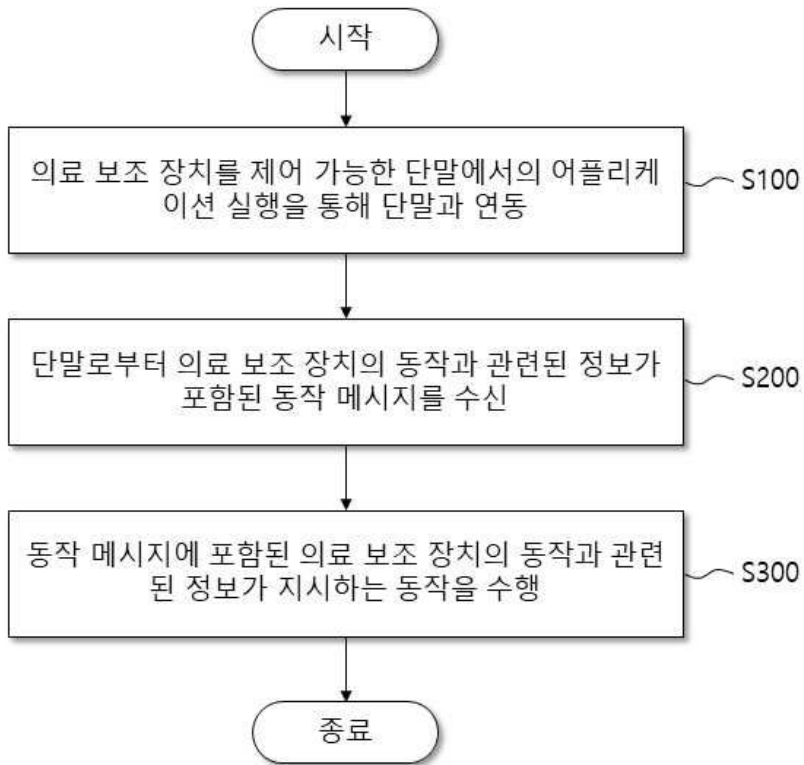 시작
의료 보조 장치를 제어 가능한 단말에서의 어플리케
이션 실행을 통해 단말과 연동
S100
단말로부터 의료 보조 장치의 동작과 관련된 정보가
포함된 동작 메시지를 수신
S200
동작 메시지에 포함된 의료 보조 장치의 동작과 관련
된 정보가 지시하는 동작을 수행
S300
종료